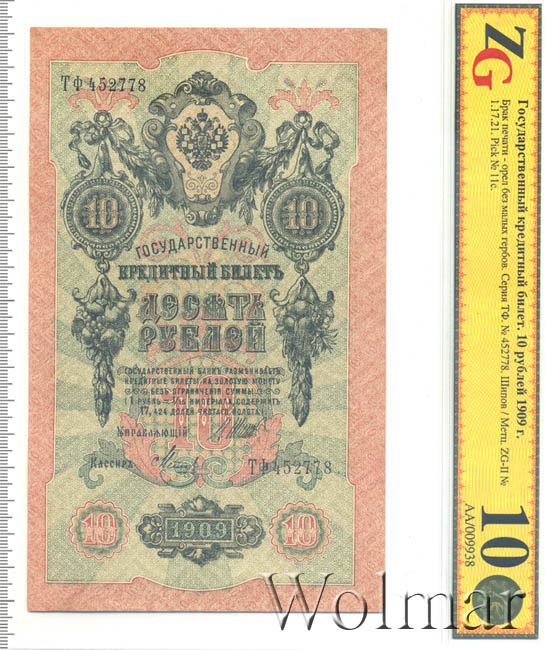 ТФ 452778
10 10
ГОСУДАРСТВЕННЫЙ
КРЕДИТНЫЙ БИЛЕТЪ
ДЕСЯТЬ
РУБЛЕЙ
ГОСУДАРСТВЕННЫЙ БАНКЪ РАЗМѢНИВАЕТЪ
КРЕДИТНЫЕ БИЛЕТЫ НА ЗОЛОТУЮ МОНЕТУ
БЕЗЪ ОГРАНИЧЕНІЯ СУММЫ
(1 РУБЛЬ = 1/15 ИМПЕРІАЛА, СОДЕРЖИТЪ
17,424 ДОЛЕЙ ЧИСТАГО ЗОЛОТА)
Управляющій
10
Кассиръ
ТФ 452778
10 1909 10
ZG
Государственный кредитный билет. 10 рублей 1909 г.
Брак печати - орел без малых гербов. Серия ТФ. № 452778. Шипов / Метц. ZG-II №
1.17.21. Pick № 11c.
10
AA/009938
Wolmar